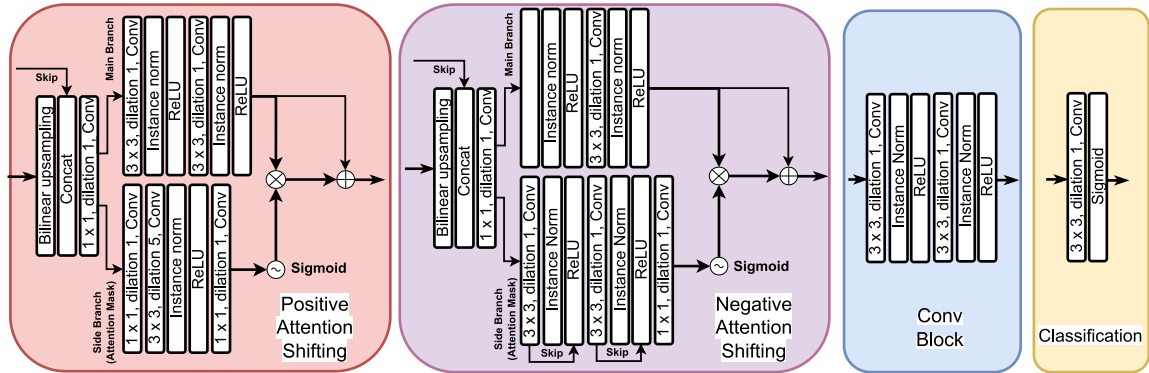 Skip
Bilinear upsampling
Concat
1 x 1, dilation 1, Conv
Main Branch
3 x 3, dilation 1, Conv
Instance norm
ReLU
3 x 3, dilation 1, Conv
Instance norm
ReLU
Side Branch
(Attention Mask)
1 x 1, dilation 1, Conv
3 x 3, dilation 5, Conv
Instance norm
ReLU
1 x 1, dilation 1, Conv
Sigmoid
Positive
Attention
Shifting
Skip
Bilinear upsampling
Concat
1 x 1, dilation 1, Conv
Main Branch
Instance norm
ReLU
3 x 3, dilation 1, Conv
Instance norm
ReLU
Side Branch
(Attention Mask)
3 x 3, dilation 1, Conv
Instance Norm
ReLU
3 x 3, dilation 1, Conv
Instance Norm
ReLU
1 x 1, dilation 1, Conv
Skip
Skip
Sigmoid
Negative
Attention
Shifting
3 x 3, dilation 1, Conv
Instance Norm
ReLU
3 x 3, dilation 1, Conv
Instance Norm
ReLU
Conv
Block
3 x 3, dilation 1, Conv
Sigmoid
Classification